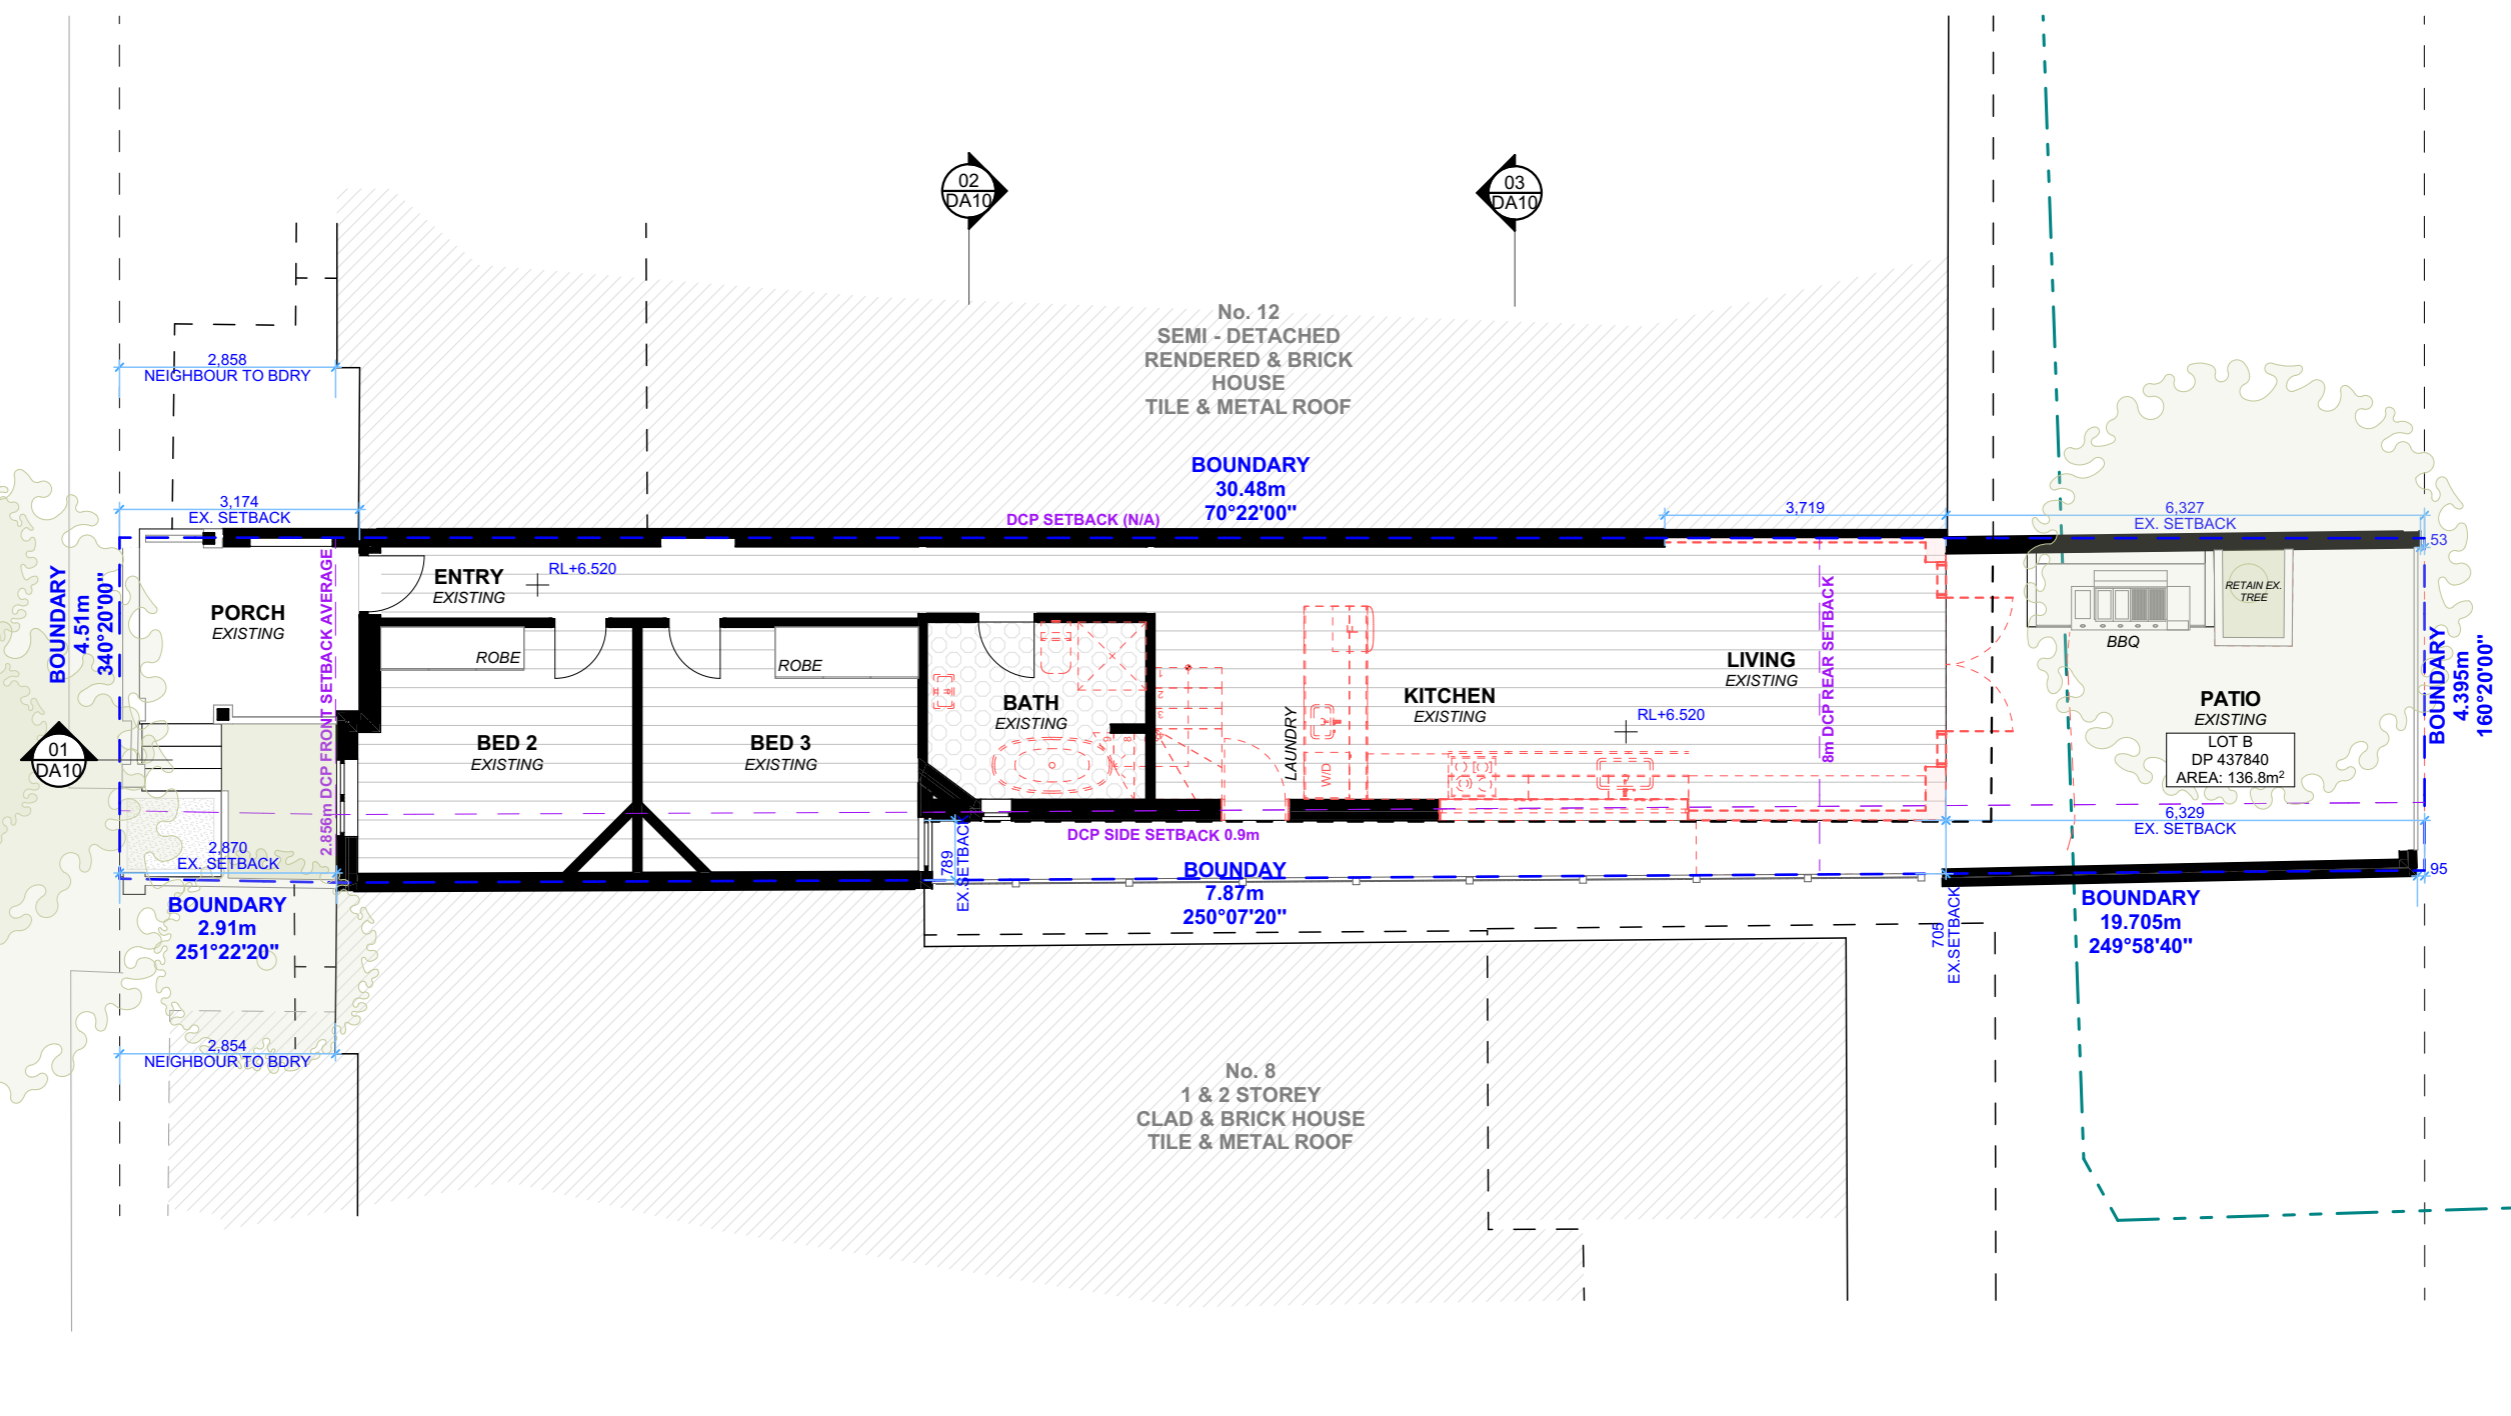 02
DA10
03
DA10
No. 12
SEMI - DETACHED
RENDERED & BRICK
HOUSE
TILE & METAL ROOF
2,858
NEIGHBOUR TO BDRY
BOUNDARY
30.48m
70°22'00"
3,174
EX. SETBACK
DCP SETBACK (N/A)
3,719
6,327
EX. SETBACK
53
BOUNDARY
4.51m
340°20'00"
2.856m DCP FRONT SETBACK AVERAGE
PORCH
EXISTING
ENTRY
EXISTING
RL+6.520
ROBE
ROBE
BED 2
EXISTING
BED 3
EXISTING
BATH
EXISTING
LAUNDRY
W/D
KITCHEN
EXISTING
LIVING
EXISTING
RL+6.520
8m DCP REAR SETBACK
BBQ
RETAIN EX.
TREE
PATIO
EXISTING
LOT B
DP 437840
AREA: 136.8m²
BOUNDARY
4.395m
160°20'00"
01
DA10
2,870
EX. SETBACK
789
EX.SETBACK
DCP SIDE SETBACK 0.9m
6,329
EX. SETBACK
95
BOUNDARY
2.91m
251°22'20"
BOUNDAY
7.87m
250°07'20"
705
EX.SETBACK
BOUNDARY
19.705m
249°58'40"
2,854
NEIGHBOUR TO BDRY
No. 8
1 & 2 STOREY
CLAD & BRICK HOUSE
TILE & METAL ROOF